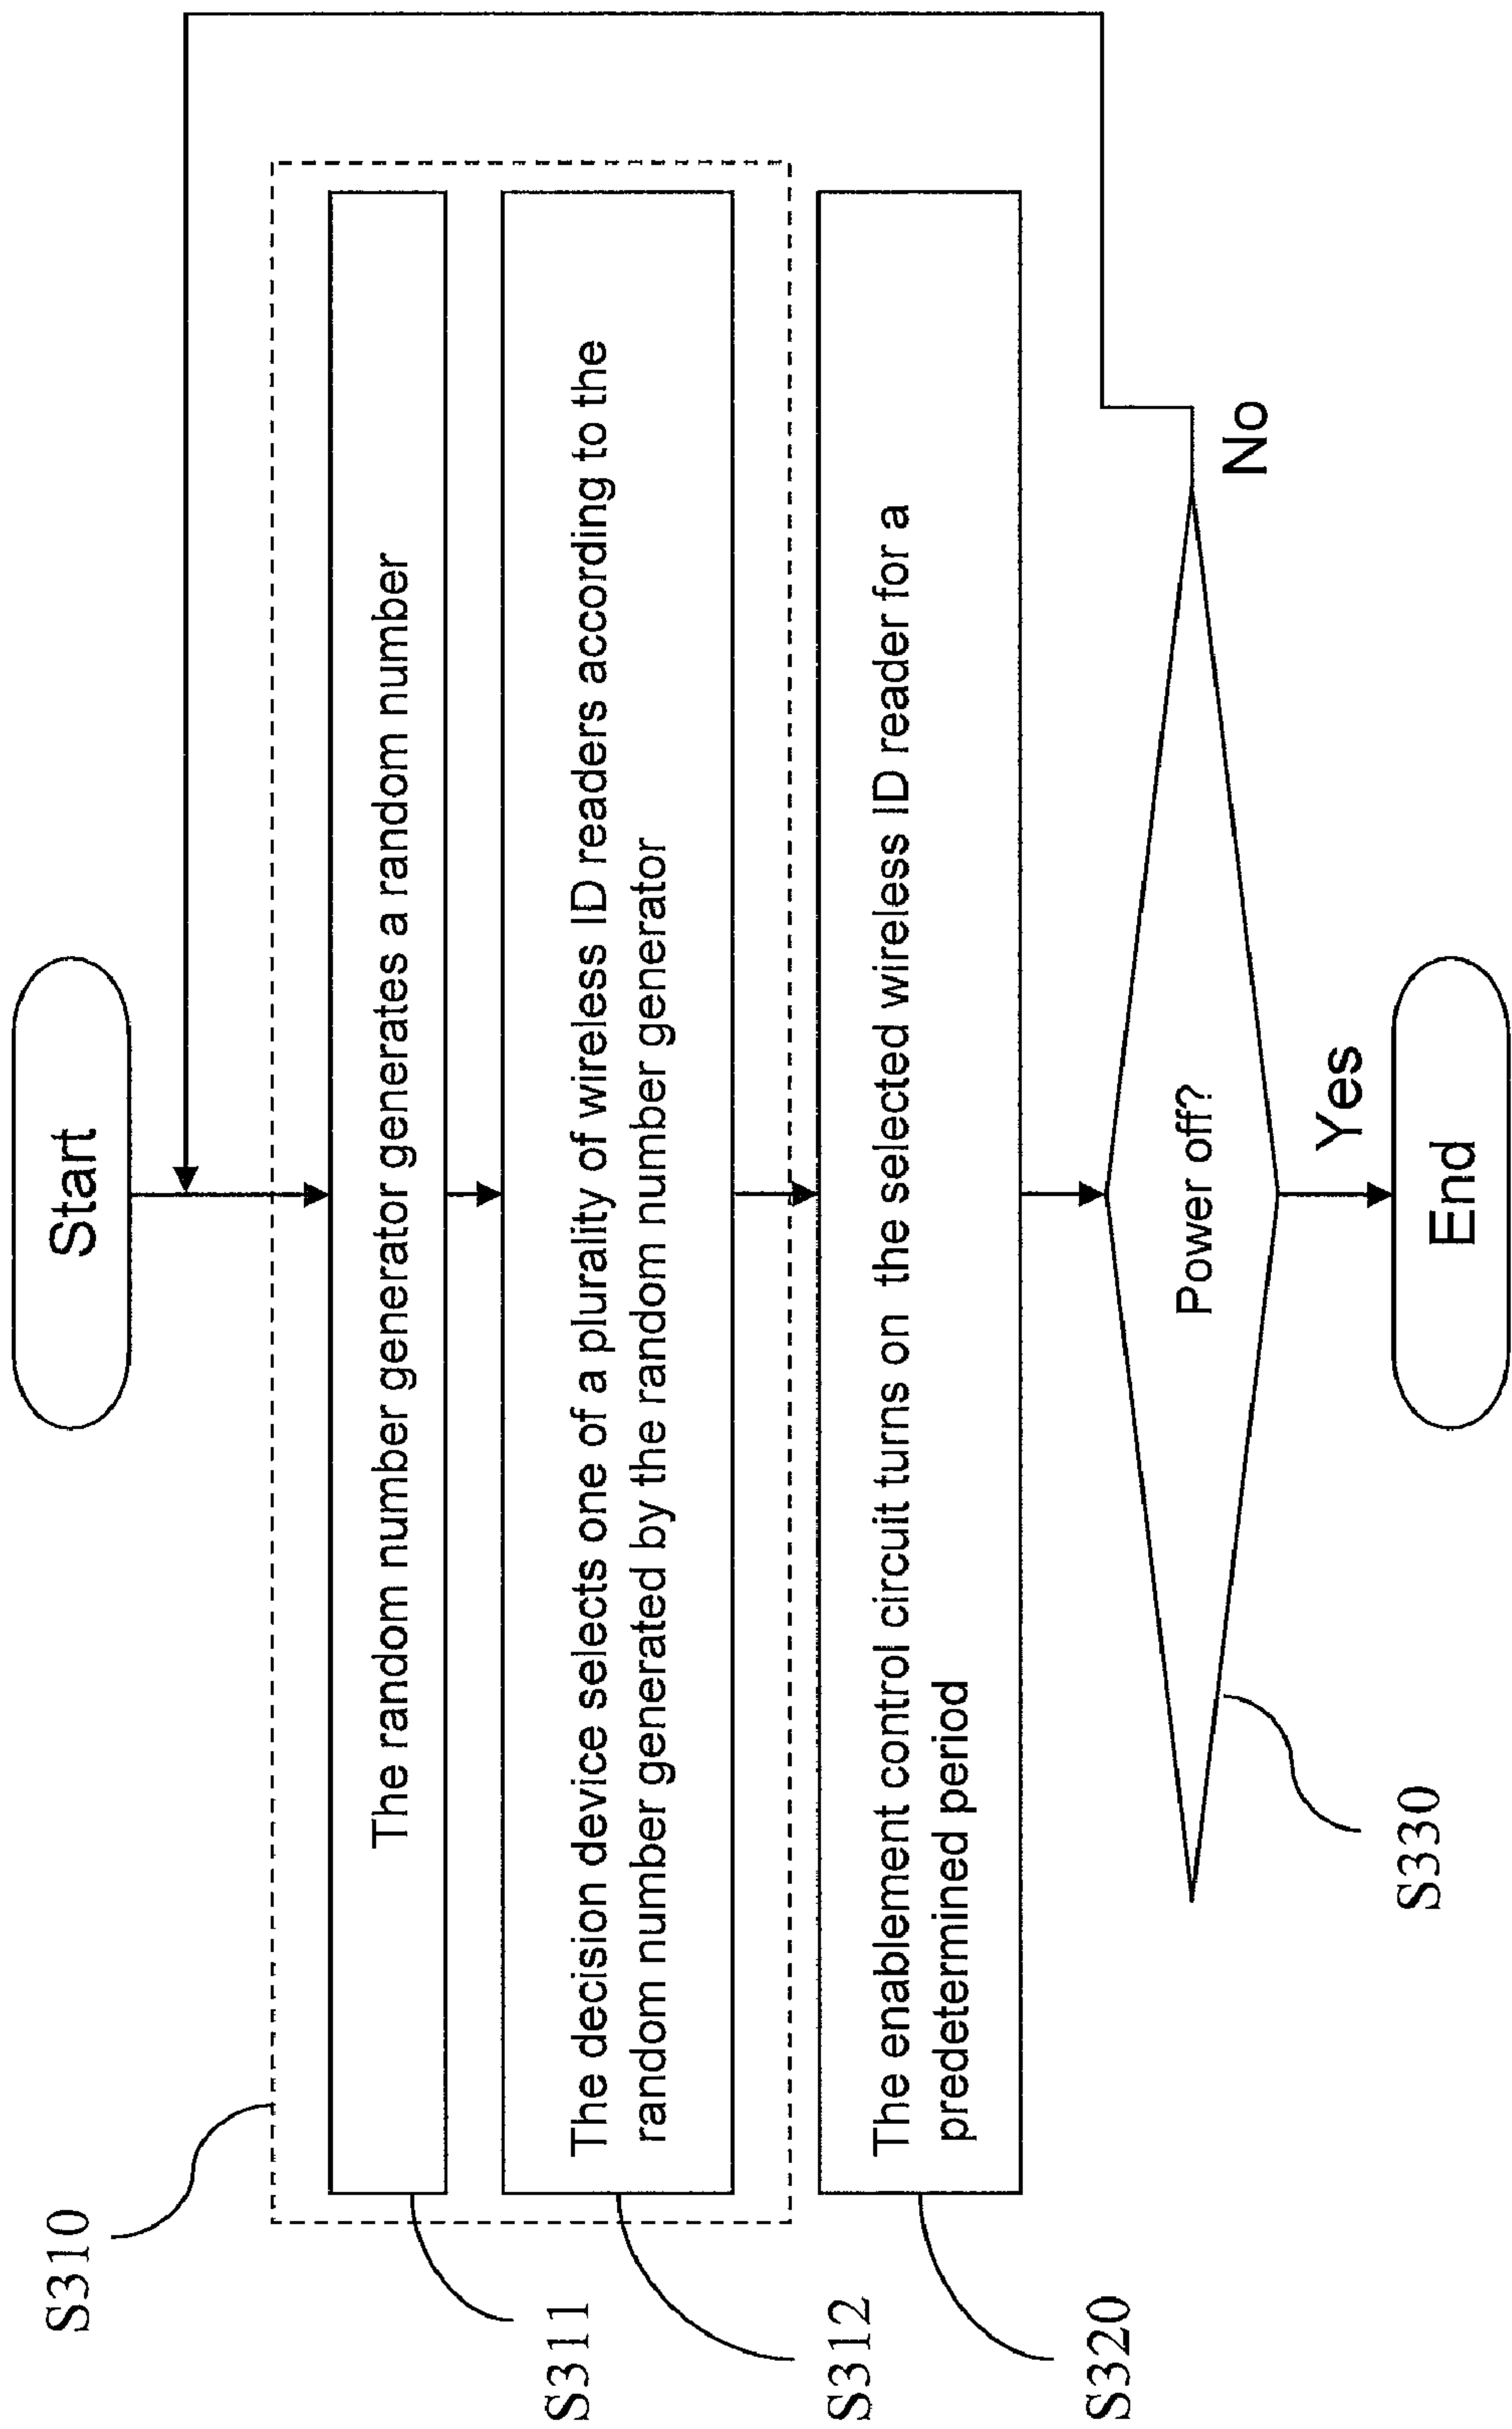 Start
S310
S311
The random number generator generates a random number
S312
The decision device selects one of a plurality of wireless ID readers according to the
random number generated by the random number generator
S320
The enablement control circuit turns on the selected wireless ID reader for a
predetermined period
Power off?
No
S330
Yes
End